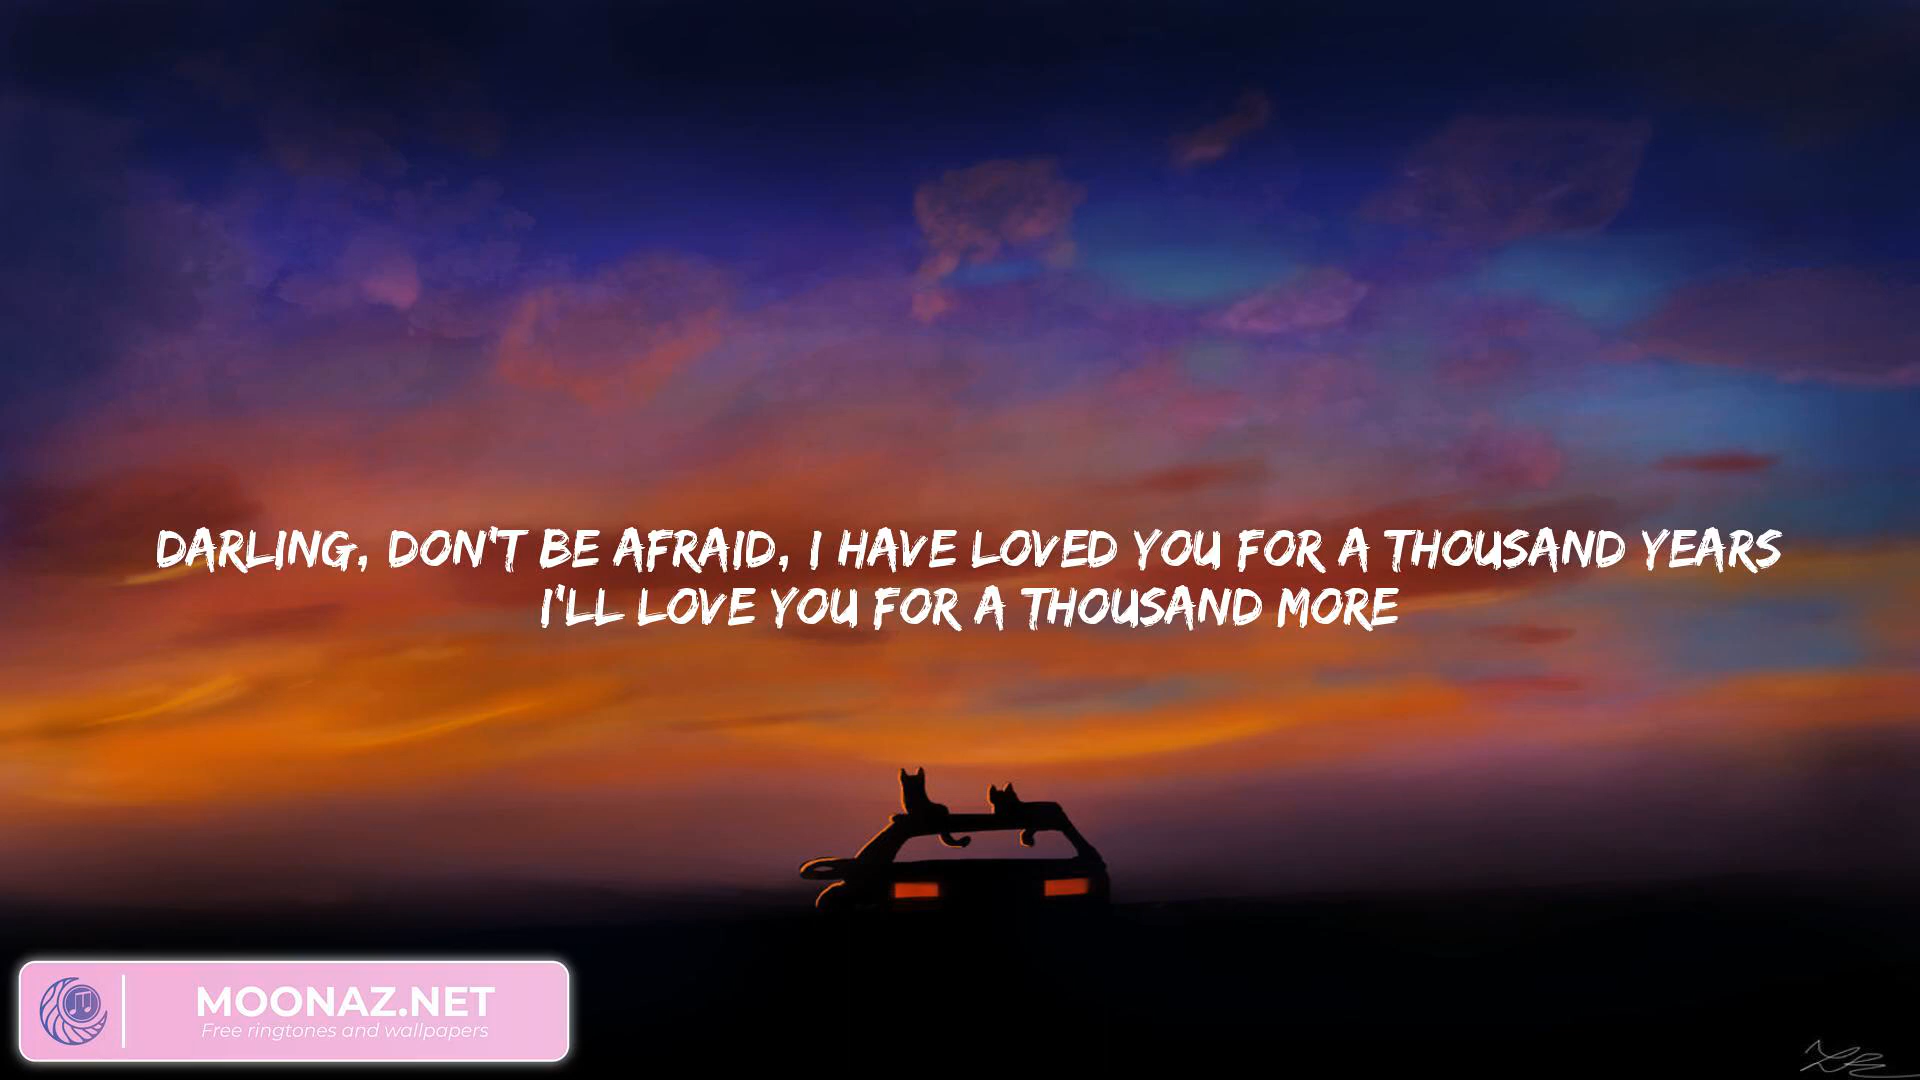 DARLING, DON'T BE AFRAID, I HAVE LOVED YOU FOR A THOUSAND YEARS
I'LL LOVE YOU FOR A THOUSAND MORE
MOONAZ.NET
Free ringtones and wallpapers